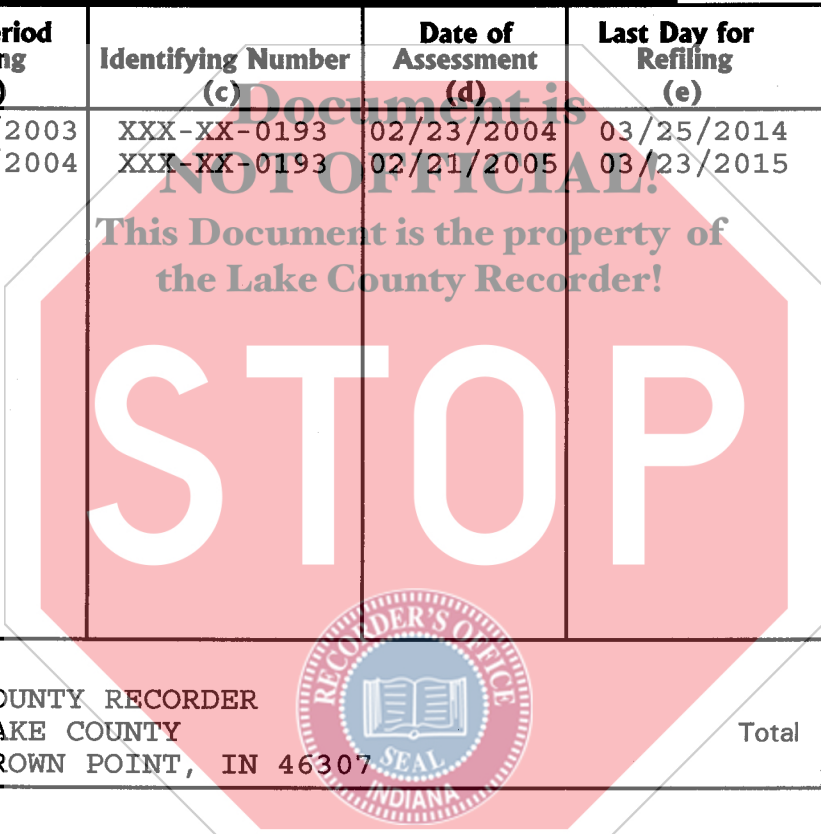 eriod Identifying Number Date of Assessment Last Day for Refiling
ng
) (c) (d) (e)
/2003 XXX-XX-0193 02/23/2004 03/25/2014
/2004 XXX-XX-0193 02/21/2005 03/23/2015
Document is
NOT OFFICIAL!
This Document is the property of
the Lake County Recorder!
STOP
RECORDER'S OFFICE
SEAL
INDIANA
OUNTY RECORDER
AKE COUNTY
ROWN POINT, IN 46307
Total